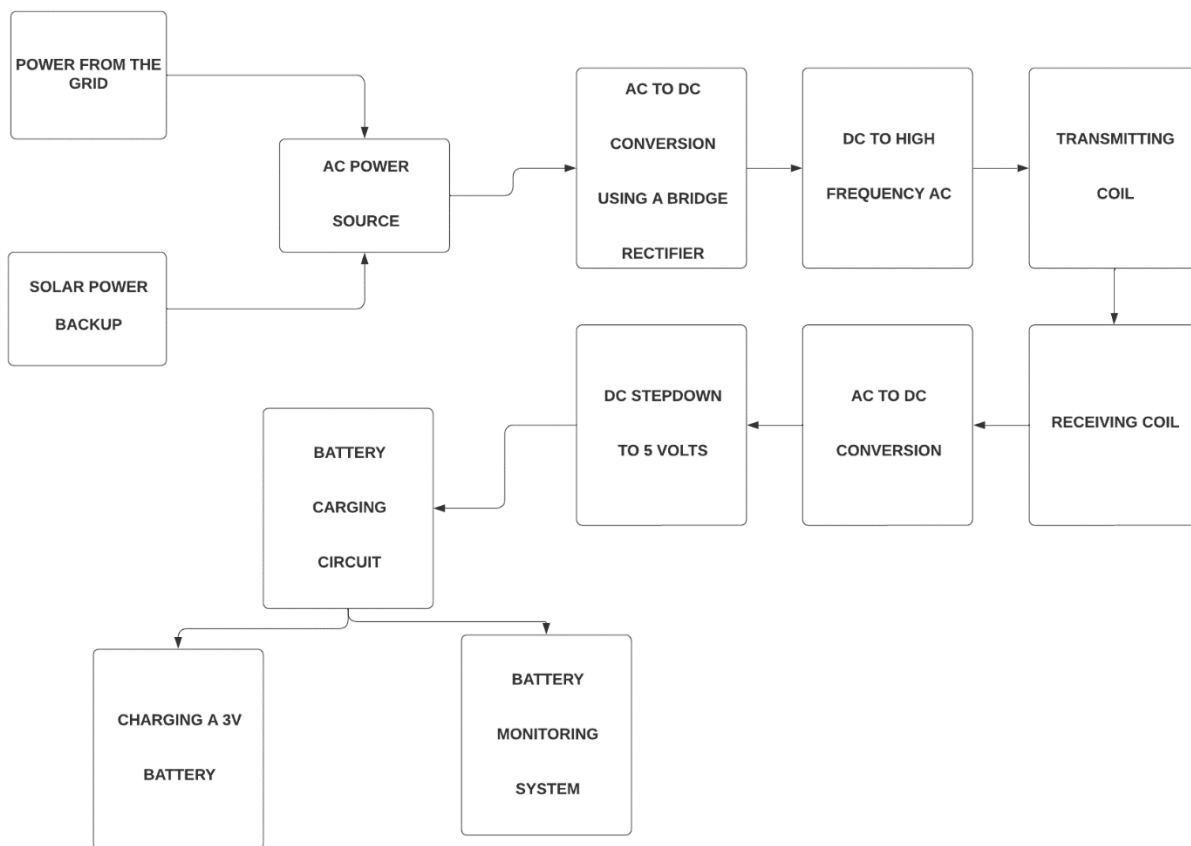 POWER FROM THE
GRID
AC POWER
SOURCE
SOLAR POWER
BACKUP
AC TO DC
CONVERSION
USING A BRIDGE
RECTIFIER
DC TO HIGH
FREQUENCY AC
TRANSMITTING
COIL
RECEIVING COIL
AC TO DC
CONVERSION
DC STEPDOWN
TO 5 VOLTS
BATTERY
CARGING
CIRCUIT
CHARGING A 3V
BATTERY
BATTERY
MONITORING
SYSTEM